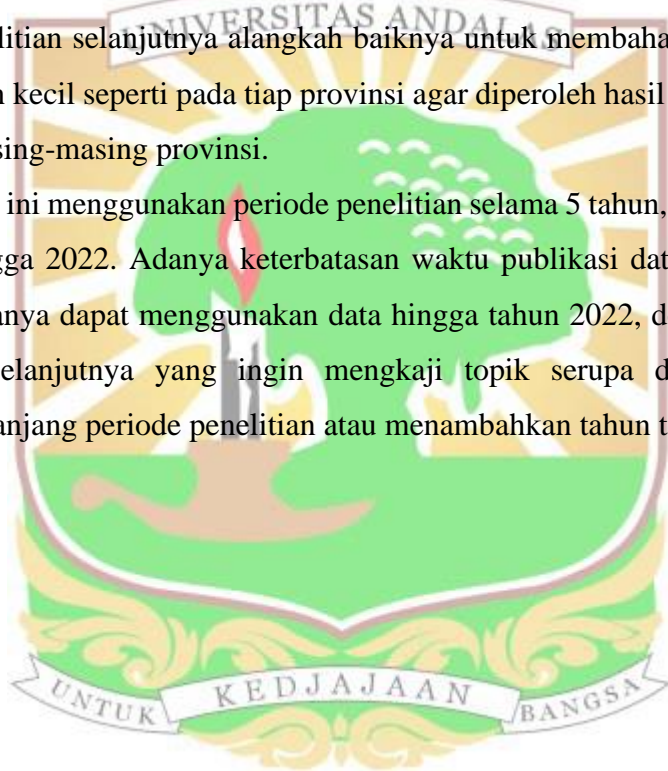 UNIVERSITAS ANDALAS
litian selanjutnya alangkah baiknya untuk membaha
n kecil seperti pada tiap provinsi agar diperoleh hasil
sing-masing provinsi.
ini menggunakan periode penelitian selama 5 tahun,
gga 2022. Adanya keterbatasan waktu publikasi dat
anya dapat menggunakan data hingga tahun 2022, d
elanjutnya yang ingin mengkaji topik serupa d
anjang periode penelitian atau menambahkan tahun t
UNTUK KEDJAJAAN BANGSA